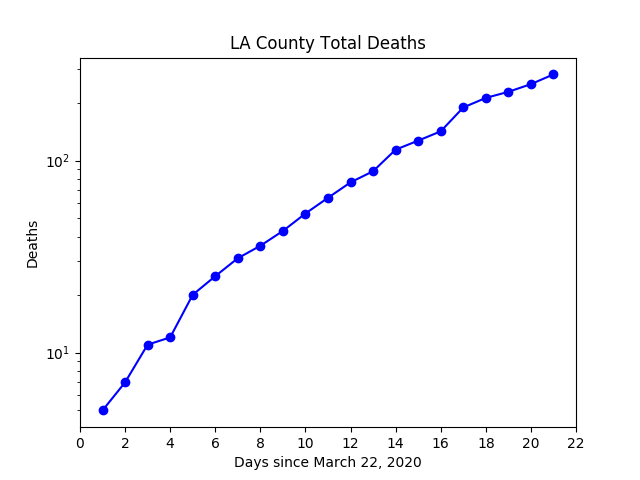 LA County Total Deaths
Deaths
10²
10¹
0 2 4 6 8 10 12 14 16 18 20 22
Days since March 22, 2020